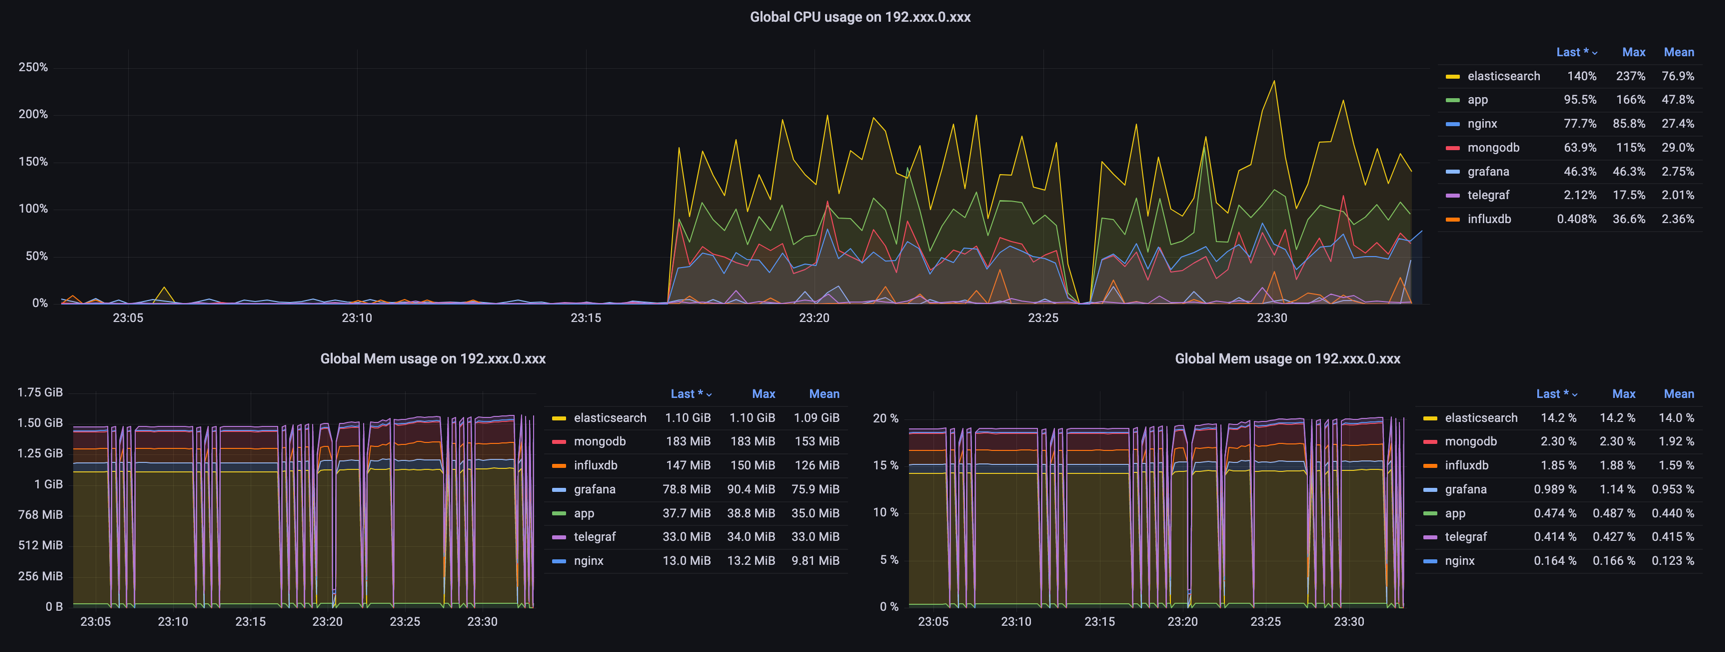 Global CPU usage on 192.xxx.0.xxx
250%
200%
150%
100%
50%
0%
23:05 23:10 23:15 23:20 23:25 23:30
Last * Max Mean
elasticsearch 140% 237% 76.9%
app 95.5% 166% 47.8%
nginx 77.7% 85.8% 27.4%
mongodb 63.9% 115% 29.0%
grafana 46.3% 46.3% 2.75%
telegraf 2.12% 17.5% 2.01%
influxdb 0.408% 36.6% 2.36%
Global Mem usage on 192.xxx.0.xxx
1.75 GiB
1.50 GiB
1.25 GiB
1 GiB
768 MiB
512 MiB
256 MiB
0 B
23:05 23:10 23:15 23:20 23:25 23:30
Last * Max Mean
elasticsearch 1.10 GiB 1.10 GiB 1.09 GiB
mongodb 183 MiB 183 MiB 153 MiB
influxdb 147 MiB 150 MiB 126 MiB
grafana 78.8 MiB 90.4 MiB 75.9 MiB
app 37.7 MiB 38.8 MiB 35.0 MiB
telegraf 33.0 MiB 34.0 MiB 33.0 MiB
nginx 13.0 MiB 13.2 MiB 9.81 MiB
Global Mem usage on 192.xxx.0.xxx
20 %
15 %
10 %
5 %
0 %
23:05 23:10 23:15 23:20 23:25 23:30
Last * Max Mean
elasticsearch 14.2 % 14.2 % 14.0 %
mongodb 2.30 % 2.30 % 1.92 %
influxdb 1.85 % 1.88 % 1.59 %
grafana 0.989 % 1.14 % 0.953 %
app 0.474 % 0.487 % 0.440 %
telegraf 0.414 % 0.427 % 0.415 %
nginx 0.164 % 0.166 % 0.123 %